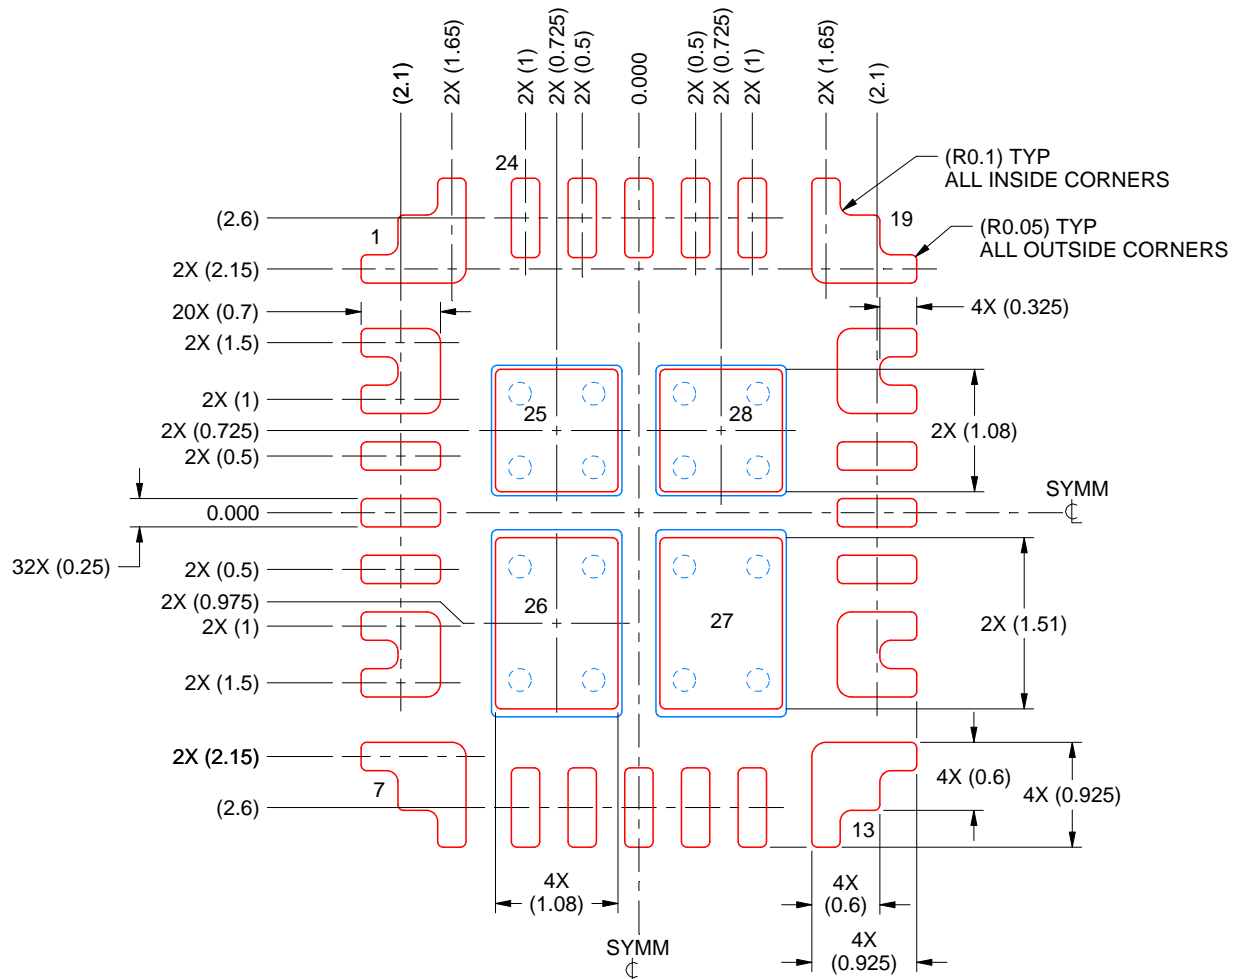 (2.1)
2X (1.65)
2X (1)
2X (0.725)
2X (0.5)
0.000
2X (0.5)
2X (0.725)
2X (1)
2X (1.65)
(2.1)
24
(R0.1) TYP
ALL INSIDE CORNERS
(2.6)
1
19
(R0.05) TYP
ALL OUTSIDE CORNERS
2X (2.15)
20X (0.7)
4X (0.325)
2X (1.5)
2X (1)
25
28
2X (0.725)
2X (1.08)
2X (0.5)
SYMM
0.000
32X (0.25)
2X (0.5)
2X (0.975)
26
27
2X (1)
2X (1.51)
2X (1.5)
2X (2.15)
4X (0.6)
7
4X (0.925)
(2.6)
13
4X
(1.08)
4X
(0.6)
SYMM
4X
(0.925)